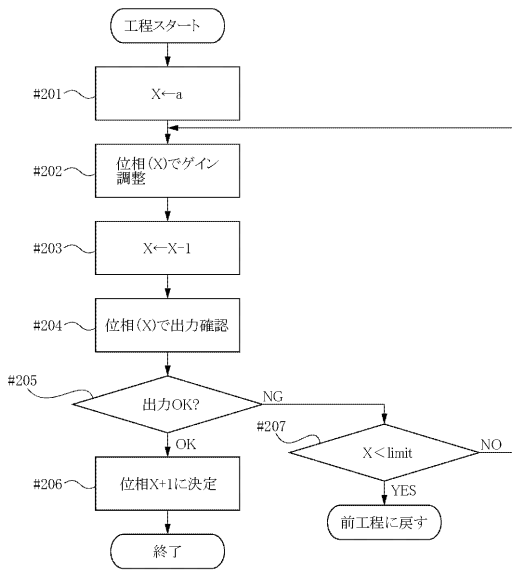 工程スタート
#201
X←a
#202
位相(X)でゲイン
調整
#203
X←X-1
#204
位相(X)で出力確認
#205
出力OK?
NG
OK
#207
X<limit
NO
YES
#206
位相X+1に決定
前工程に戻す
終了